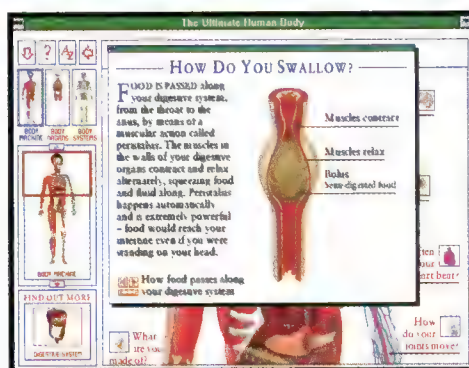 The Ultimate Human Body
? A Z
BODY MACHINE
BODY ORGANS
BODY SYSTEMS
BODY MACHINE
FIND OUT MORE
DIGESTIVE SYSTEM
HOW DO YOU SWALLOW?
FOOD IS PASSED along
your digestive system,
from the throat to the
anus, by means of a
muscular action called
peristalsis. The muscles in
the walls of your digestive
organs contract and relax
alternately, squeezing food
and fluid along. Peristalsis
happens automatically
and is extremely powerful
– food would reach your
intestine even if you were
standing on your head.
How food passes along
your digestive system
Muscles contract
Muscles relax
Bolus
Semi-digested food
What
are you
made of?
How
do your
joints move?